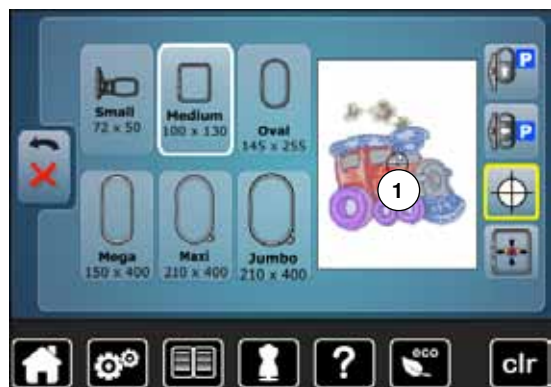 Small
72 x 50
Medium
100 x 130
Oval
145 x 255
Mega
150 x 400
Maxi
210 x 400
Jumbo
210 x 400
P
P
1
?
eco
clr